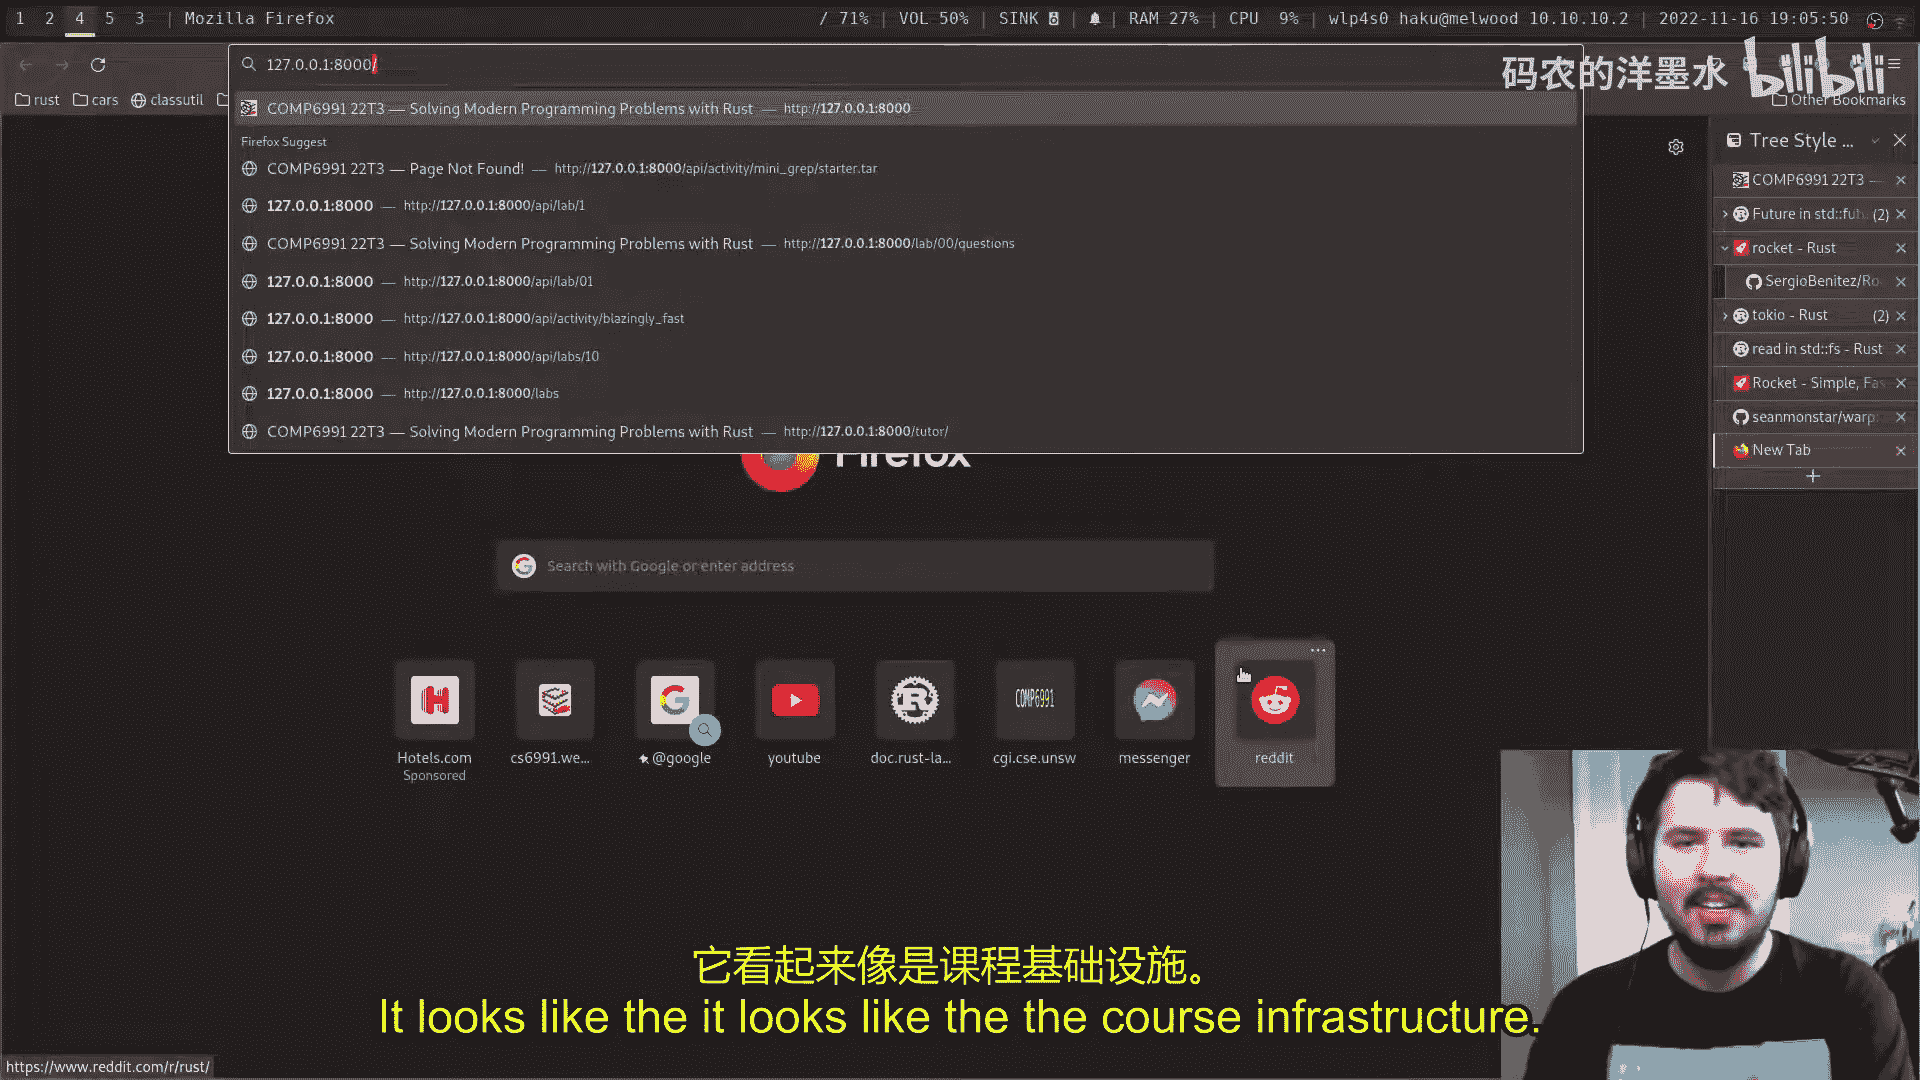 1 2 4 5 3 | Mozilla Firefox
/ 71% | VOL 50% | SINK | | RAM 27% | CPU 9% | wlp4s0 haku@melwood 10.10.10.2 | 2022-11-16 19:05:50
127.0.0.1:8000/
码农的洋墨水 bilibili
rust cars classutil
Other Bookmarks
COMP6991 22T3 — Solving Modern Programming Problems with Rust — http://127.0.0.1:8000
Firefox Suggest
COMP6991 22T3 — Page Not Found! — http://127.0.0.1:8000/api/activity/mini_grep/starter.tar
127.0.0.1:8000 — http://127.0.0.1:8000/api/lab/1
COMP6991 22T3 — Solving Modern Programming Problems with Rust — http://127.0.0.1:8000/lab/00/questions
127.0.0.1:8000 — http://127.0.0.1:8000/api/lab/01
127.0.0.1:8000 — http://127.0.0.1:8000/api/activity/blazingly_fast
127.0.0.1:8000 — http://127.0.0.1:8000/api/labs/10
127.0.0.1:8000 — http://127.0.0.1:8000/labs
COMP6991 22T3 — Solving Modern Programming Problems with Rust — http://127.0.0.1:8000/tutor/
Tree Style ...
COMP6991 22T3 —
Future in std::fut (2)
rocket - Rust
SergioBenitez/Ro
tokio - Rust (2)
read in std::fs - Rust
Rocket - Simple, Fas
seanmonstar/warp
New Tab
Firefox
Search with Google or enter address
COMP6991
Hotels.com
Sponsored
cs6991.we...
@google
youtube
doc.rust-la...
cgi.cse.unsw
messenger
reddit
它看起来像是课程基础设施。
It looks like the it looks like the the course infrastructure.
https://www.reddit.com/r/rust/